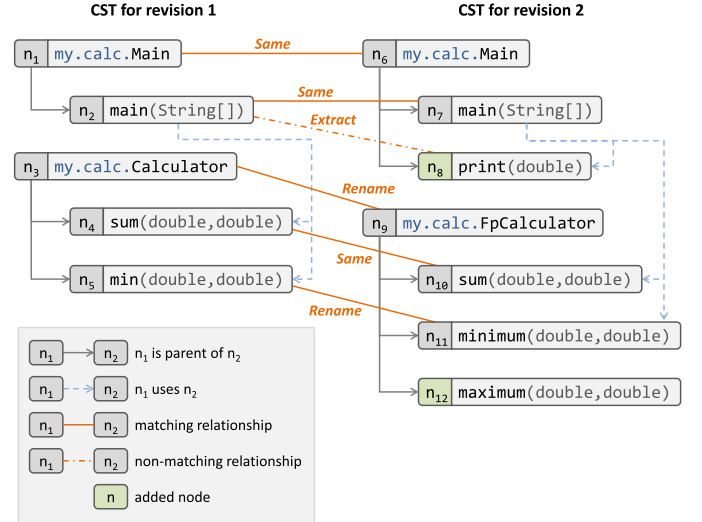 CST for revision 1
CST for revision 2
n1 my.calc.Main
Same
n6 my.calc.Main
n2 main(String[])
Same
n7 main(String[])
Extract
n8 print(double)
n3 my.calc.Calculator
Rename
n4 sum(double,double)
n9 my.calc.FpCalculator
Same
n5 min(double,double)
n10 sum(double,double)
Rename
n11 minimum(double,double)
n12 maximum(double,double)
n1 n2 n1 is parent of n2
n1 n2 n1 uses n2
n1 n2 matching relationship
n1 n2 non-matching relationship
n added node